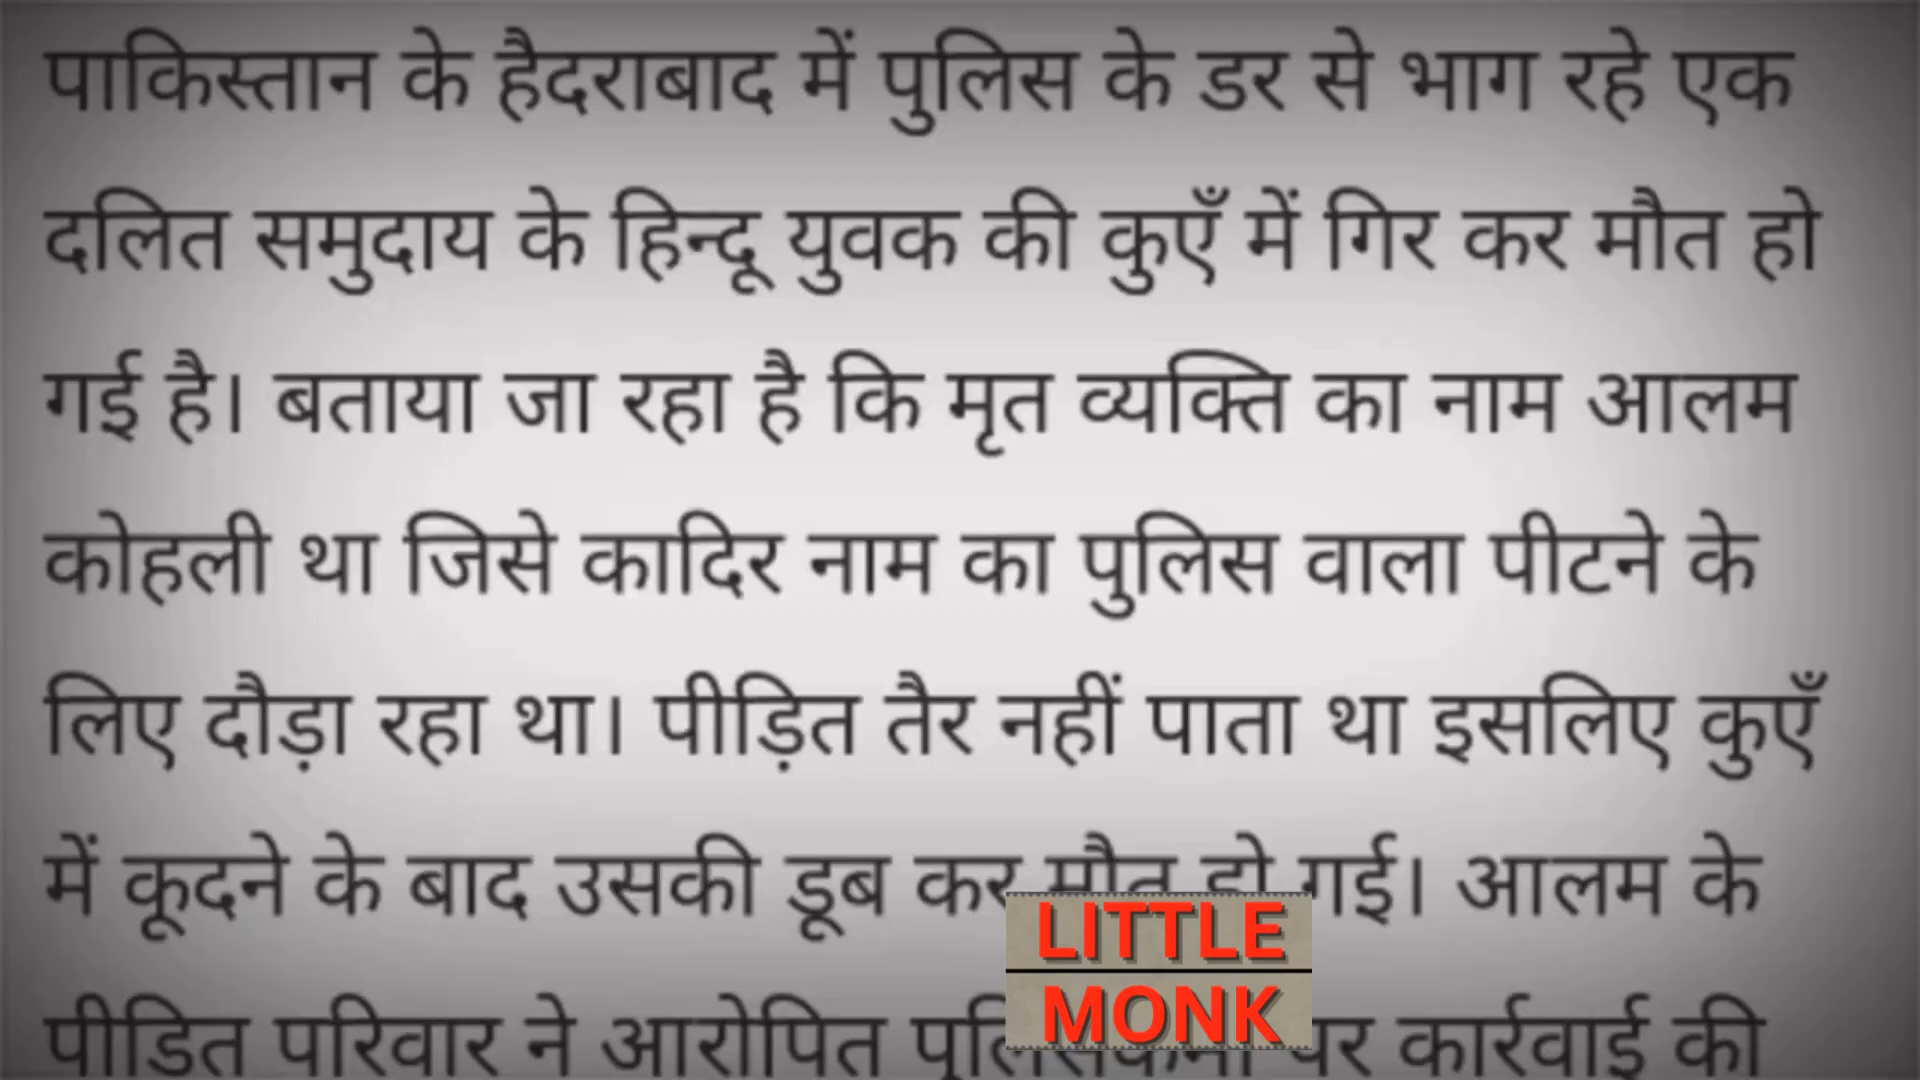 पाकिस्तान के हैदराबाद में पुलिस के डर से भाग रहे एक
दलित समुदाय के हिन्दू युवक की कुएँ में गिर कर मौत हो
गई है। बताया जा रहा है कि मृत व्यक्ति का नाम आलम
कोहली था जिसे कादिर नाम का पुलिस वाला पीटने के
लिए दौड़ा रहा था। पीड़ित तैर नहीं पाता था इसलिए कुएँ
में कूदने के बाद उसकी डूब कर मौत हो गई। आलम के
पीडित परिवार ने आरोपित पर कार्रवाई की
LITTLE
MONK